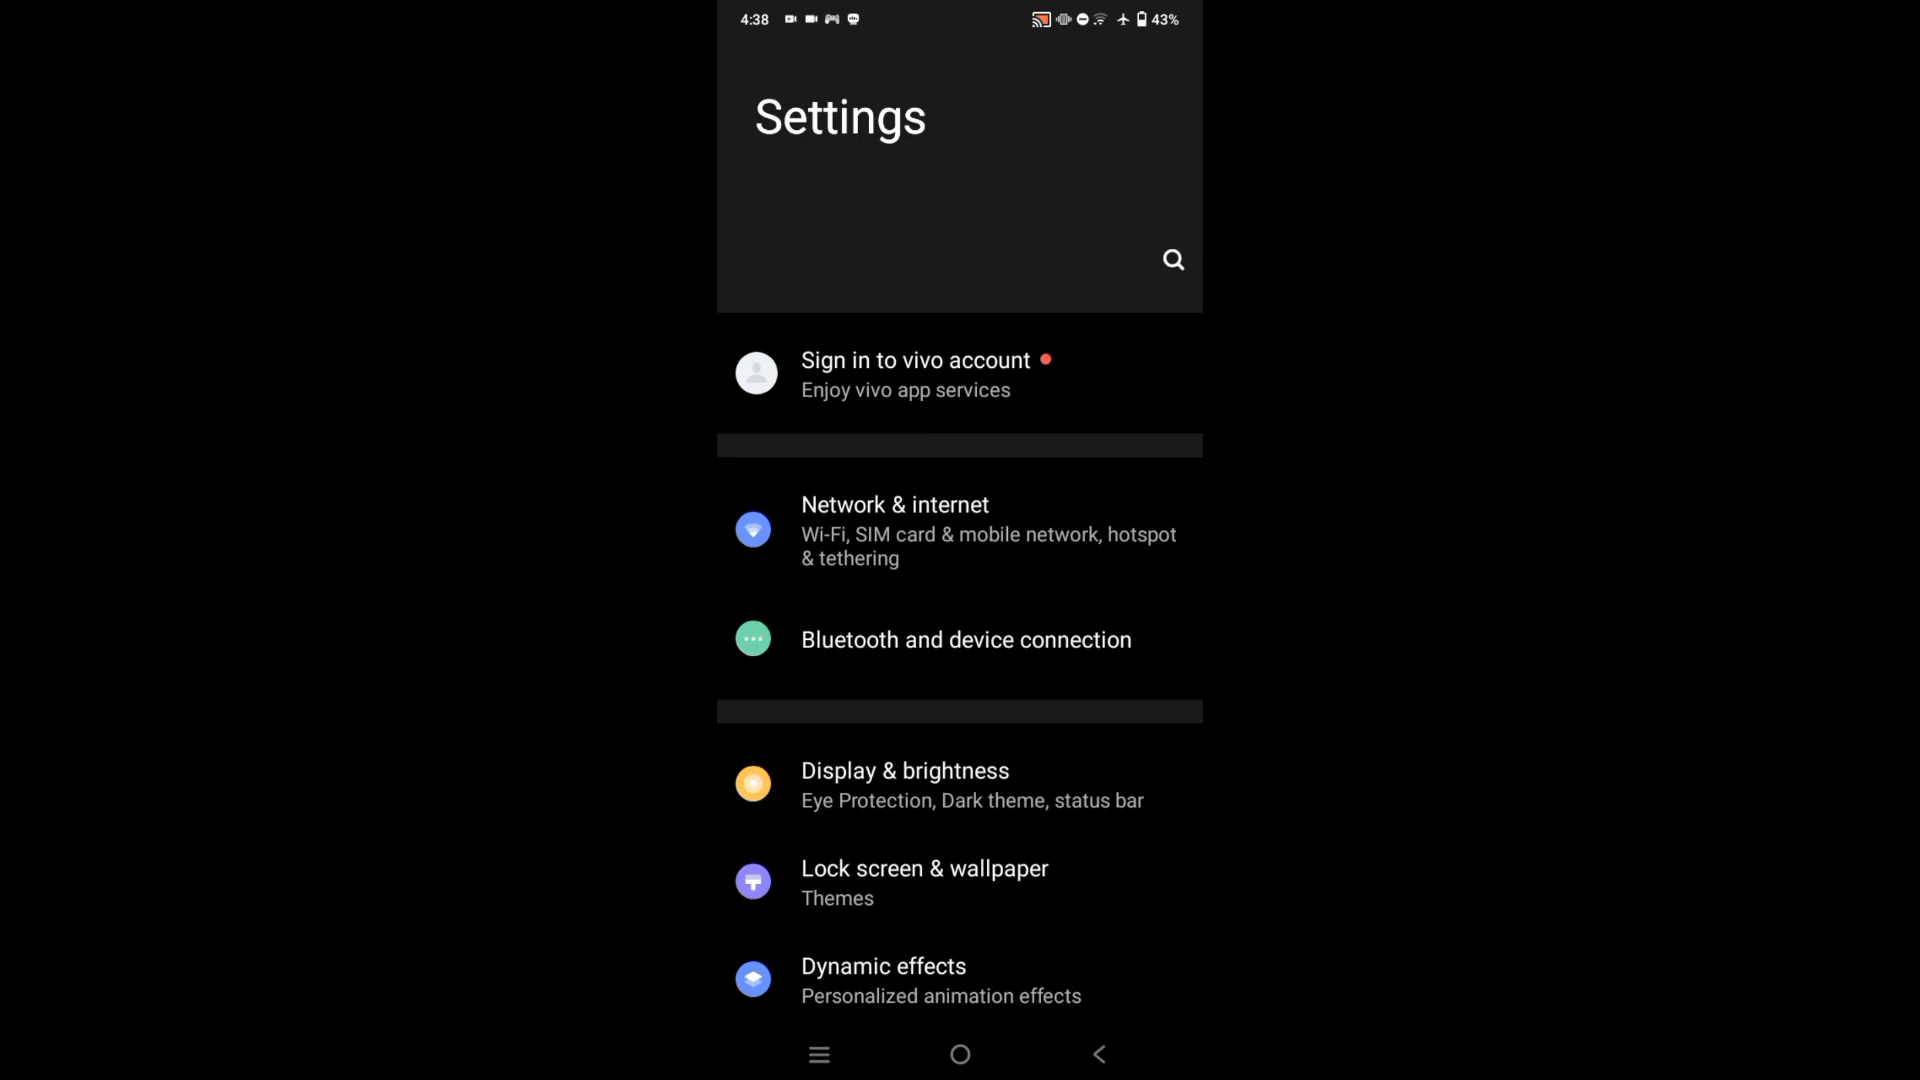 4:38
43%
Settings
Sign in to vivo account
Enjoy vivo app services
Network & internet
Wi-Fi, SIM card & mobile network, hotspot
& tethering
Bluetooth and device connection
Display & brightness
Eye Protection, Dark theme, status bar
Lock screen & wallpaper
Themes
Dynamic effects
Personalized animation effects